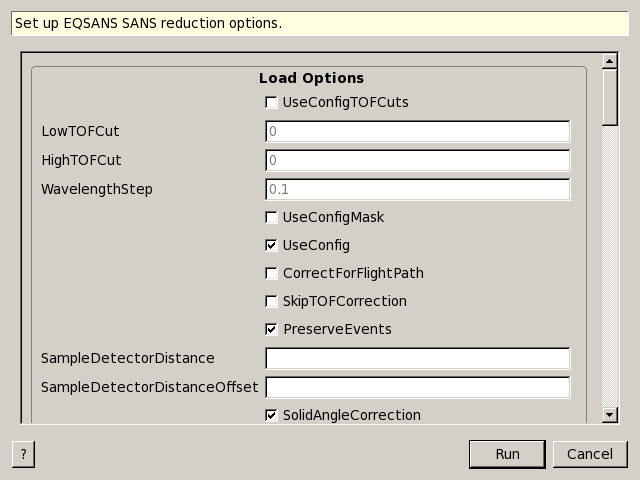 Set up EQSANS SANS reduction options.
Load Options
UseConfigTOFCuts
LowTOFCut 0
HighTOFCut 0
WavelengthStep 0.1
UseConfigMask
UseConfig
CorrectForFlightPath
SkipTOFCorrection
PreserveEvents
SampleDetectorDistance
SampleDetectorDistanceOffset
SolidAngleCorrection
? Run Cancel